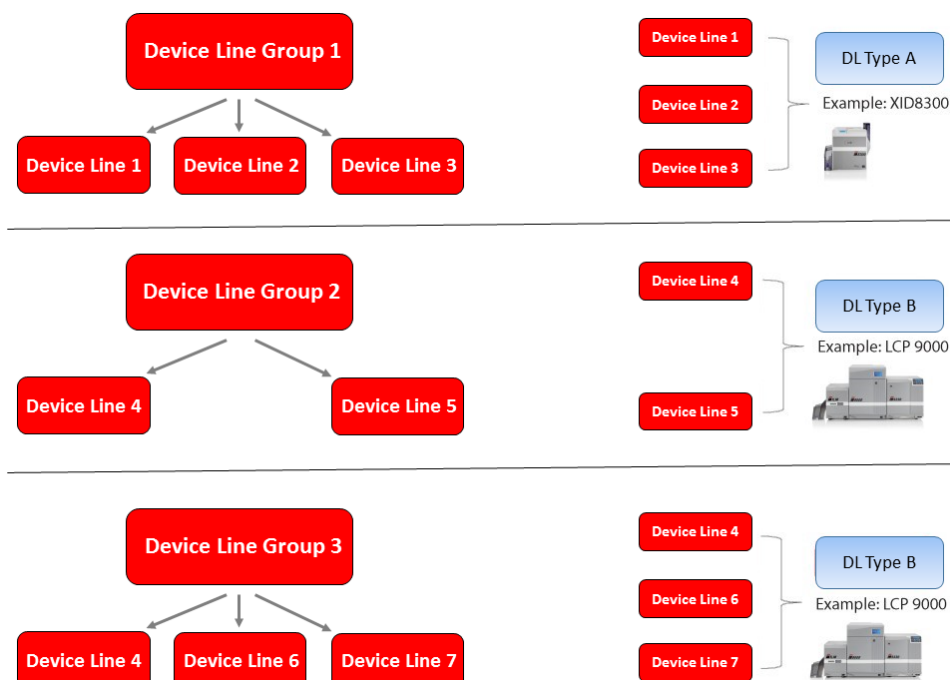 Device Line Group 1
Device Line 1
Device Line 2
Device Line 3
Device Line 1
Device Line 2
Device Line 3
DL Type A
Example: XID8300
Device Line Group 2
Device Line 4
Device Line 5
Device Line 4
Device Line 5
DL Type B
Example: LCP 9000
Device Line Group 3
Device Line 4
Device Line 6
Device Line 7
Device Line 4
Device Line 6
Device Line 7
DL Type B
Example: LCP 9000